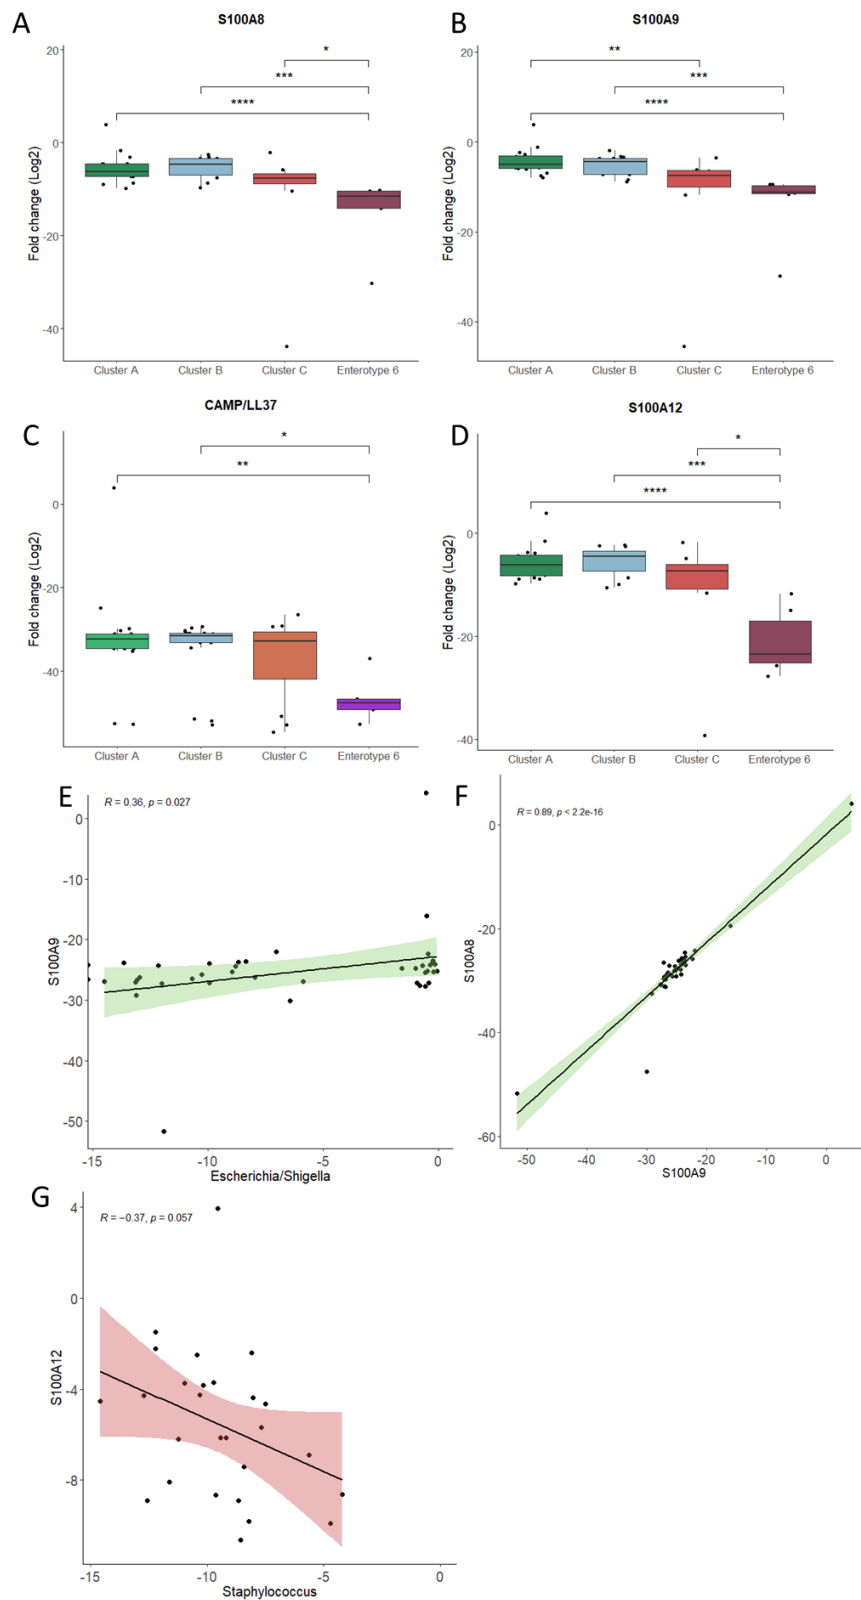 A
S100A8
Fold change (Log2)
20
0
-20
-40
*
***
****
Cluster A Cluster B Cluster C Enterotype 6
B
S100A9
Fold change (Log2)
20
0
-20
-40
**
***
****
Cluster A Cluster B Cluster C Enterotype 6
C
CAMP/LL37
Fold change (Log2)
0
-20
-40
*
**
Cluster A Cluster B Cluster C Enterotype 6
D
S100A12
Fold change (Log2)
0
-20
-40
*
***
****
Cluster A Cluster B Cluster C Enterotype 6
E
R = 0.36, p = 0.027
S100A9
0
-10
-20
-30
-40
-50
-15 -10 -5 0
Escherichia/Shigella
F
R = 0.89, p < 2.2e-16
S100A8
0
-20
-40
-60
-50 -40 -30 -20 -10 0
S100A9
G
R = −0.37, p = 0.057
S100A12
4
0
-4
-8
-15 -10 -5 0
Staphylococcus